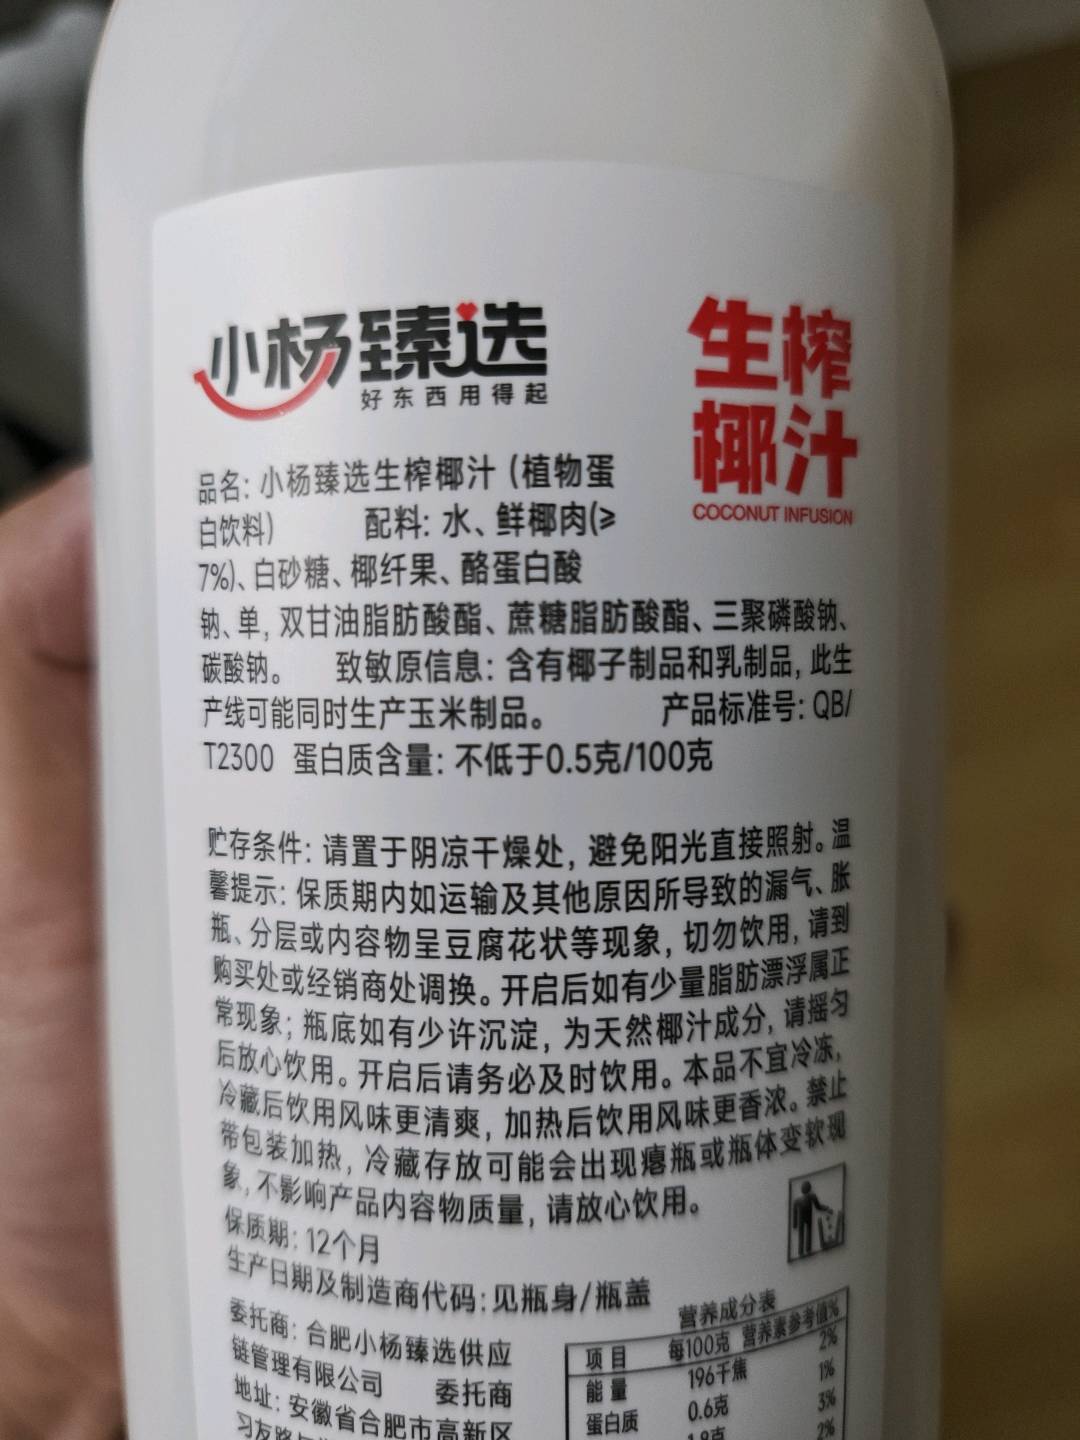 小杨臻选
好东西用得起
生榨
椰汁
COCONUT INFUSION
品名: 小杨臻选生榨椰汁 (植物蛋
白饮料) 配料: 水、鲜椰肉(≥
7%)、白砂糖、椰纤果、酪蛋白酸
钠、单, 双甘油脂肪酸酯、蔗糖脂肪酸酯、三聚磷酸钠、
碳酸钠。 致敏原信息: 含有椰子制品和乳制品, 此生
产线可能同时生产玉米制品。 产品标准号: QB/
T2300 蛋白质含量: 不低于0.5克/100克
贮存条件: 请置于阴凉干燥处, 避免阳光直接照射。温
馨提示: 保质期内如运输及其他原因所导致的漏气、胀
瓶、分层或内容物呈豆腐花状等现象, 切勿饮用, 请到
购买处或经销商处调换。开启后如有少量脂肪漂浮属正
常现象; 瓶底如有少许沉淀, 为天然椰汁成分, 请摇匀
后放心饮用。开启后请务必及时饮用。本品不宜冷冻,
冷藏后饮用风味更清爽, 加热后饮用风味更香浓。禁止
带包装加热, 冷藏存放可能会出现瘪瓶或瓶体变软现
象, 不影响产品内容物质量, 请放心饮用。
保质期: 12个月
生产日期及制造商代码: 见瓶身/瓶盖
委托商: 合肥小杨臻选供应
链管理有限公司 委托商
地址: 安徽省合肥市高新区
习友路
营养成分表
项目 每100克 营养素参考值%
能量 196千焦 2%
蛋白质 0.6克 1%
1.8克 3%
2%